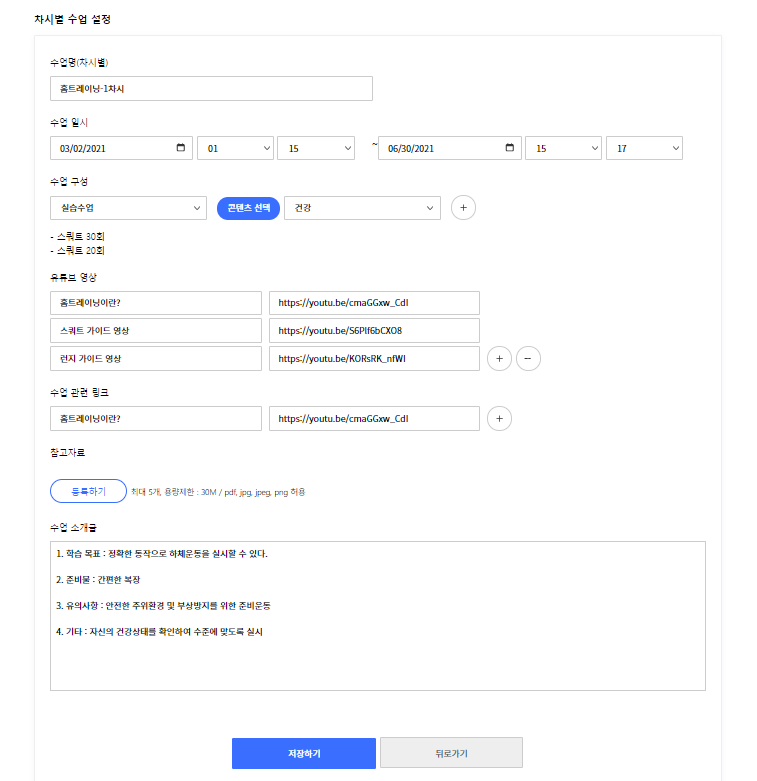 차시별 수업 설정
수업명(차시별)
홈트레이닝-1차시
수업 일시
03/02/2021 01 15 ~ 06/30/2021 15 17
수업 구성
실습수업 콘텐츠 선택 건강 +
- 스쿼트 30회
- 스쿼트 20회
유튜브 영상
홈트레이닝이란? https://youtu.be/cmaGGxw_CdI
스쿼트 가이드 영상 https://youtu.be/S6Plf6bCXO8
런지 가이드 영상 https://youtu.be/KORsRK_nfWI + -
수업 관련 링크
홈트레이닝이란? https://youtu.be/cmaGGxw_CdI +
참고자료
등록하기 최대 5개, 용량제한 : 30M / pdf, jpg, jpeg, png 허용
수업 소개글
1. 학습 목표 : 정확한 동작으로 하체운동을 실시할 수 있다.
2. 준비물 : 간편한 복장
3. 유의사항 : 안전한 주위환경 및 부상방지를 위한 준비운동
4. 기타 : 자신의 건강상태를 확인하여 수준에 맞도록 실시
저장하기 뒤로가기